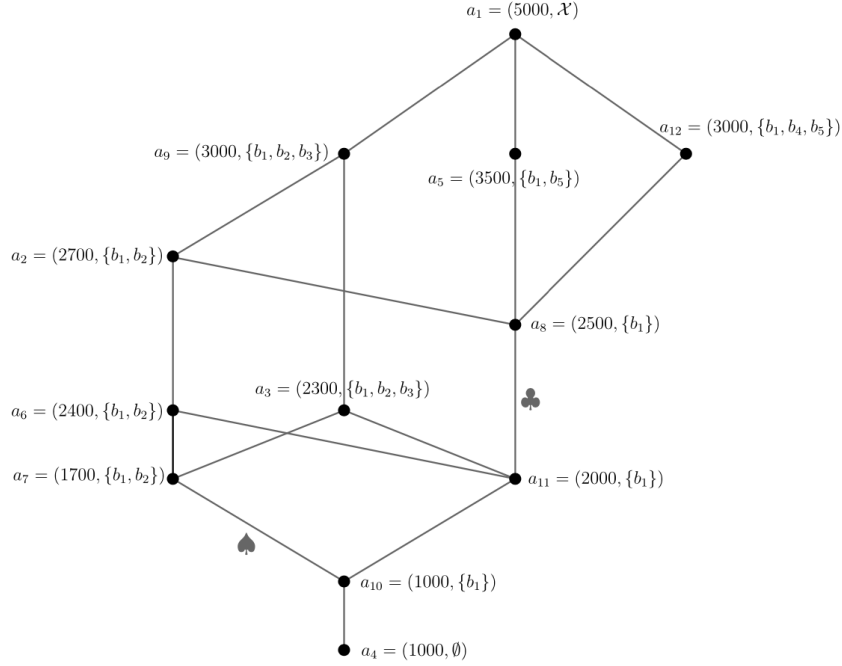 a₁ = (5000, 𝒳)
a₁₂ = (3000, {b₁, b₄, b₅})
a₉ = (3000, {b₁, b₂, b₃})
a₅ = (3500, {b₁, b₅})
a₂ = (2700, {b₁, b₂})
a₈ = (2500, {b₁})
a₃ = (2300, {b₁, b₂, b₃})
♣
a₆ = (2400, {b₁, b₂})
a₇ = (1700, {b₁, b₂})
a₁₁ = (2000, {b₁})
♠
a₁₀ = (1000, {b₁})
a₄ = (1000, ∅)